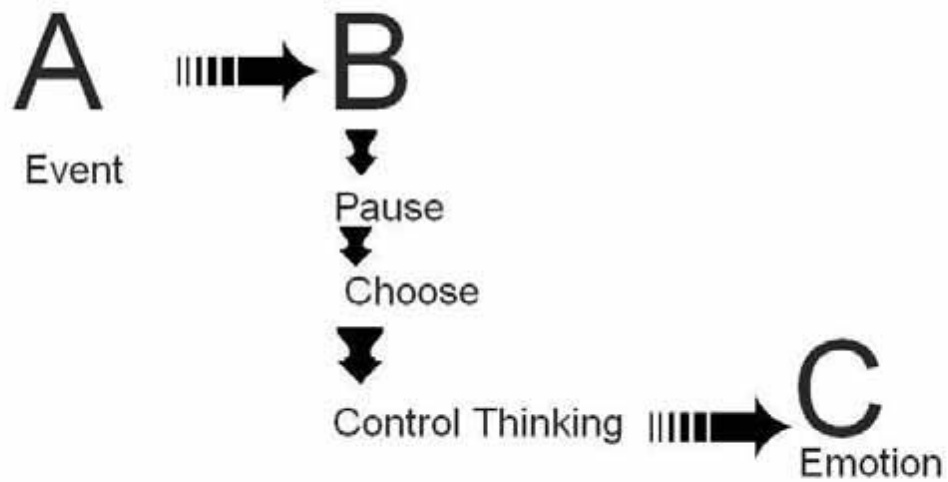 A
B
Event
Pause
Choose
Control Thinking
C
Emotion